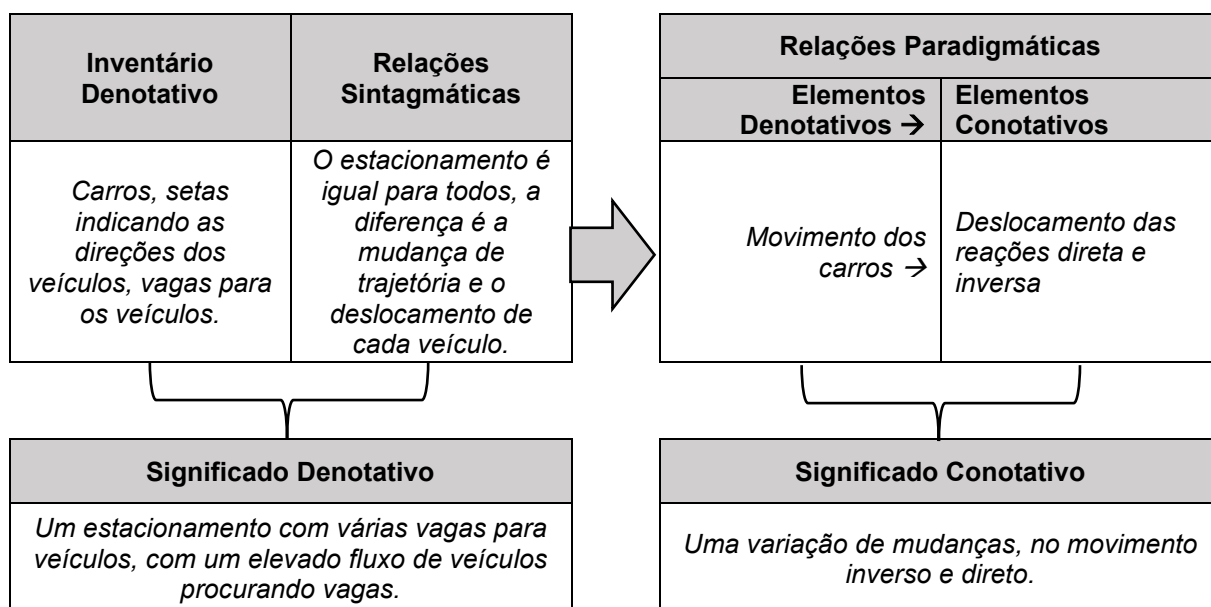 Inventário
Denotativo
Relações
Sintagmáticas
Carros, setas
indicando as
direções dos
veículos, vagas para
os veículos.
O estacionamento é
igual para todos, a
diferença é a
mudança de
trajetória e o
deslocamento de
cada veículo.
Relações Paradigmáticas
Elementos
Denotativos →
Elementos
Conotativos
Movimento dos
carros →
Deslocamento das
reações direta e
inversa
Significado Denotativo
Um estacionamento com várias vagas para
veículos, com um elevado fluxo de veículos
procurando vagas.
Significado Conotativo
Uma variação de mudanças, no movimento
inverso e direto.